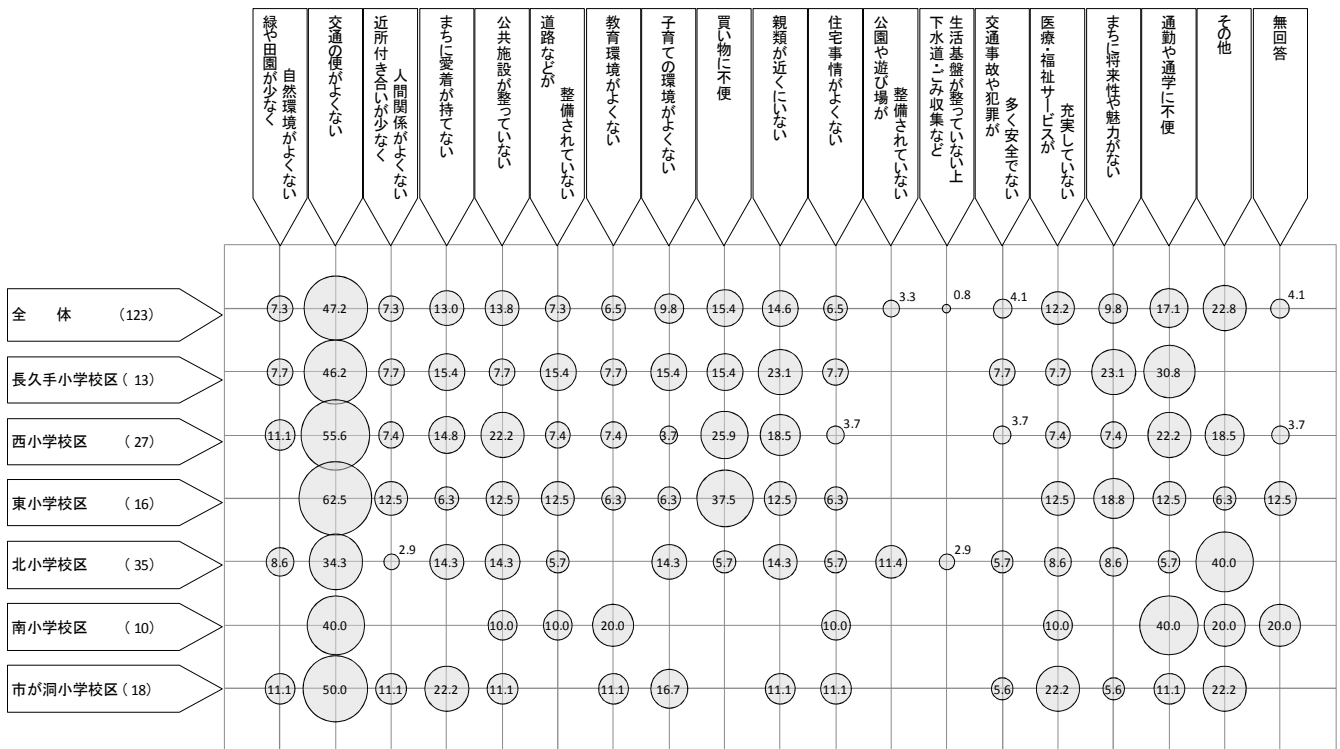 緑や田園が少なく
自然環境がよくない
交通の便がよくない
近所付き合いが少なく
人間関係がよくない
まちに愛着が持てない
公共施設が整っていない
道路などが
整備されていない
教育環境がよくない
子育ての環境がよくない
買い物に不便
親類が近くにいない
住宅事情がよくない
公園や遊び場が
整備されていない
生活基盤が整っていない上
下水道・ごみ収集など
交通事故や犯罪が
多く安全でない
医療・福祉サービスが
充実していない
まちに将来性や魅力がない
通勤や通学に不便
その他
無回答
全　体 (123) 7.3 47.2 7.3 13.0 13.8 7.3 6.5 9.8 15.4 14.6 6.5 3.3 0.8 4.1 12.2 9.8 17.1 22.8 4.1
長久手小学校区 ( 13) 7.7 46.2 7.7 15.4 7.7 15.4 7.7 15.4 15.4 23.1 7.7 7.7 7.7 23.1 30.8
西小学校区 ( 27) 11.1 55.6 7.4 14.8 22.2 7.4 7.4 3.7 25.9 18.5 3.7 3.7 7.4 7.4 22.2 18.5 3.7
東小学校区 ( 16) 62.5 12.5 6.3 12.5 12.5 6.3 6.3 37.5 12.5 6.3 12.5 18.8 12.5 6.3 12.5
北小学校区 ( 35) 8.6 34.3 2.9 14.3 14.3 5.7 14.3 5.7 14.3 5.7 11.4 2.9 5.7 8.6 8.6 5.7 40.0
南小学校区 ( 10) 40.0 10.0 10.0 20.0 10.0 10.0 40.0 20.0 20.0
市が洞小学校区 ( 18) 11.1 50.0 11.1 22.2 11.1 11.1 16.7 11.1 11.1 5.6 22.2 5.6 11.1 22.2